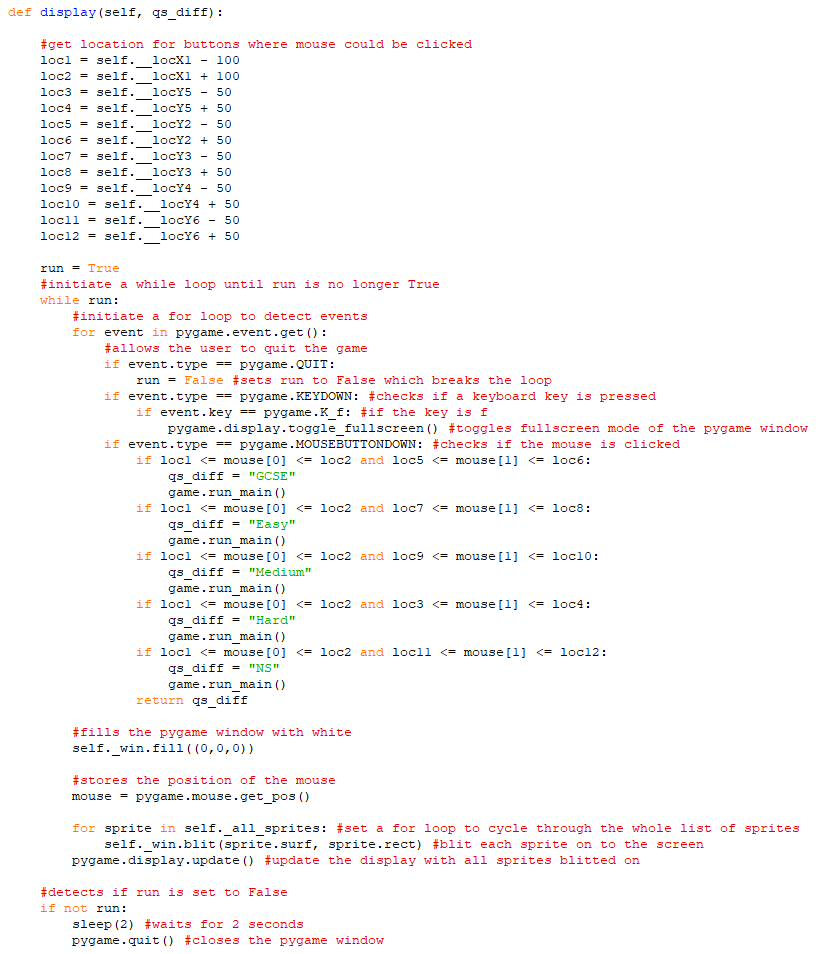 def display(self, qs_diff):
#get location for buttons where mouse could be clicked
loc1 = self.__locX1 - 100
loc2 = self.__locX1 + 100
loc3 = self.__locY5 - 50
loc4 = self.__locY5 + 50
loc5 = self.__locY2 - 50
loc6 = self.__locY2 + 50
loc7 = self.__locY3 - 50
loc8 = self.__locY3 + 50
loc9 = self.__locY4 - 50
loc10 = self.__locY4 + 50
loc11 = self.__locY6 - 50
loc12 = self.__locY6 + 50
run = True
#initiate a while loop until run is no longer True
while run:
#initiate a for loop to detect events
for event in pygame.event.get():
#allows the user to quit the game
if event.type == pygame.QUIT:
run = False #sets run to False which breaks the loop
if event.type == pygame.KEYDOWN: #checks if a keyboard key is pressed
if event.key == pygame.K_f: #if the key is f
pygame.display.toggle_fullscreen() #toggles fullscreen mode of the pygame window
if event.type == pygame.MOUSEBUTTONDOWN: #checks if the mouse is clicked
if loc1 <= mouse[0] <= loc2 and loc5 <= mouse[1] <= loc6:
qs_diff = "GCSE"
game.run_main()
if loc1 <= mouse[0] <= loc2 and loc7 <= mouse[1] <= loc8:
qs_diff = "Easy"
game.run_main()
if loc1 <= mouse[0] <= loc2 and loc9 <= mouse[1] <= loc10:
qs_diff = "Medium"
game.run_main()
if loc1 <= mouse[0] <= loc2 and loc3 <= mouse[1] <= loc4:
qs_diff = "Hard"
game.run_main()
if loc1 <= mouse[0] <= loc2 and loc11 <= mouse[1] <= loc12:
qs_diff = "NS"
game.run_main()
return qs_diff
#fills the pygame window with white
self._win.fill((0,0,0))
#stores the position of the mouse
mouse = pygame.mouse.get_pos()
for sprite in self._all_sprites: #set a for loop to cycle through the whole list of sprites
self._win.blit(sprite.surf, sprite.rect) #blit each sprite on to the screen
pygame.display.update() #update the display with all sprites blitted on
#detects if run is set to False
if not run:
sleep(2) #waits for 2 seconds
pygame.quit() #closes the pygame window